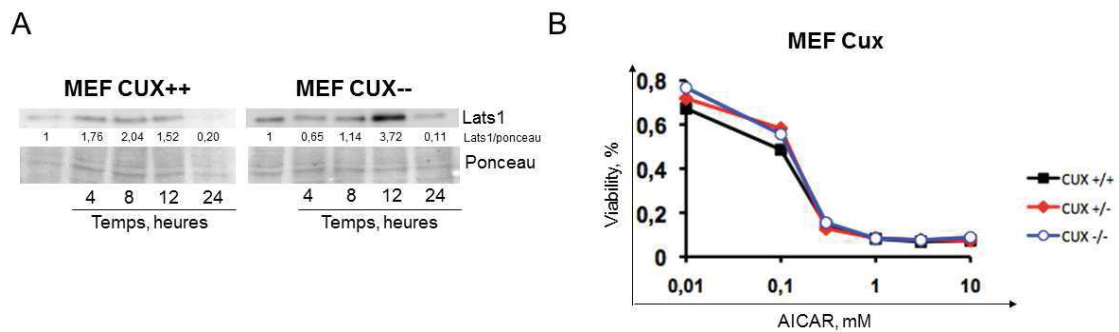 A
MEF CUX++
MEF CUX--
Lats1
1 1,76 2,04 1,52 0,20
1 0,65 1,14 3,72 0,11
Lats1/ponceau
Ponceau
4 8 12 24
4 8 12 24
Temps, heures
Temps, heures
B
MEF Cux
Viability, %
0,8
0,6
0,4
0,2
0
0,01 0,1 1 10
AICAR, mM
CUX +/+
CUX +/-
CUX -/-